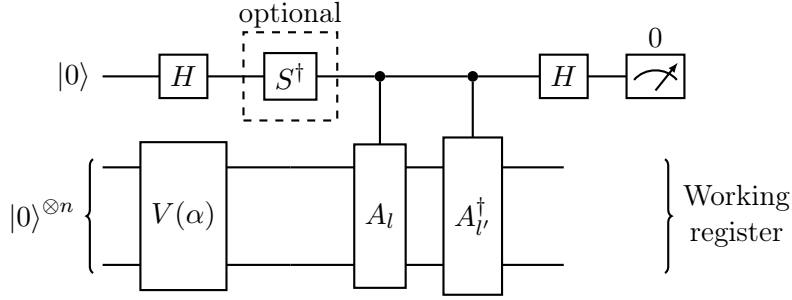 optional
0
|0⟩ H S† H
|0⟩⊗n V(α) A_l A†_l′ Working
register